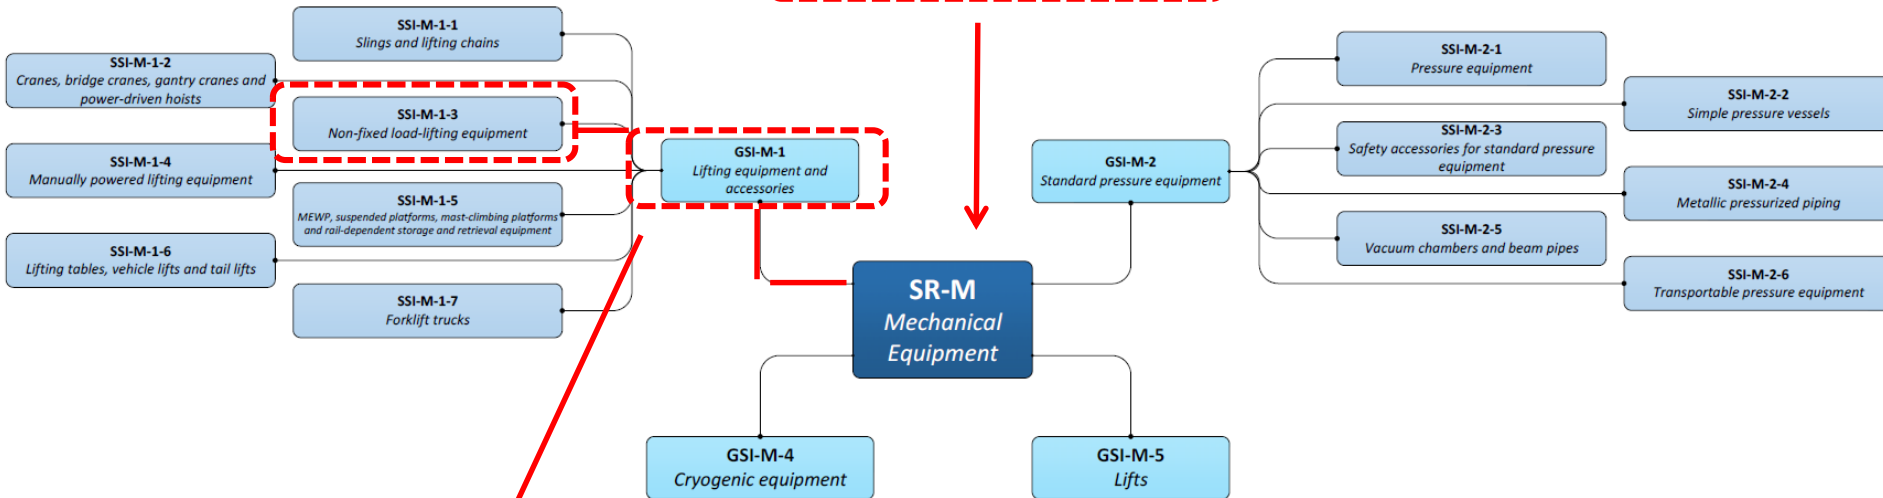 SSI-M-1-1
Slings and lifting chains
SSI-M-1-2
Cranes, bridge cranes, gantry cranes and
power-driven hoists
SSI-M-1-3
Non-fixed load-lifting equipment
SSI-M-1-4
Manually powered lifting equipment
SSI-M-1-5
MEWP, suspended platforms, mast-climbing platforms
and rail-dependent storage and retrieval equipment
SSI-M-1-6
Lifting tables, vehicle lifts and tail lifts
SSI-M-1-7
Forklift trucks
GSI-M-1
Lifting equipment and
accessories
SR-M
Mechanical
Equipment
GSI-M-4
Cryogenic equipment
GSI-M-5
Lifts
GSI-M-2
Standard pressure equipment
SSI-M-2-1
Pressure equipment
SSI-M-2-2
Simple pressure vessels
SSI-M-2-3
Safety accessories for standard pressure
equipment
SSI-M-2-4
Metallic pressurized piping
SSI-M-2-5
Vacuum chambers and beam pipes
SSI-M-2-6
Transportable pressure equipment